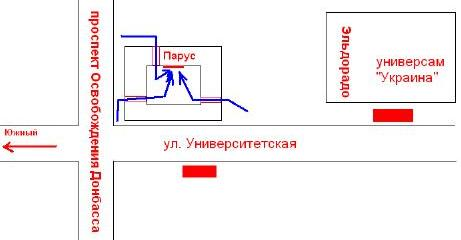 проспект Освобождения Донбасса
Парус
Эльдорадо
универсам
"Украина"
Южный
ул. Университетская